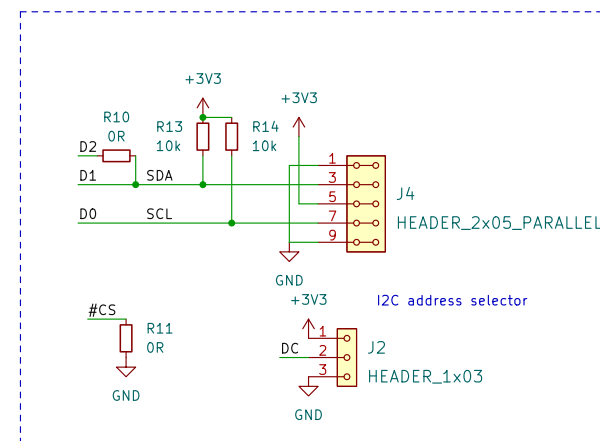 +3V3
+3V3
R10
0R
R13
10k
R14
10k
D2
D1
SDA
D0
SCL
1
3
5
7
9
J4
HEADER_2x05_PARALLEL
GND
+3V3
I2C address selector
#CS
R11
0R
GND
DC
1
2
3
J2
HEADER_1x03
GND